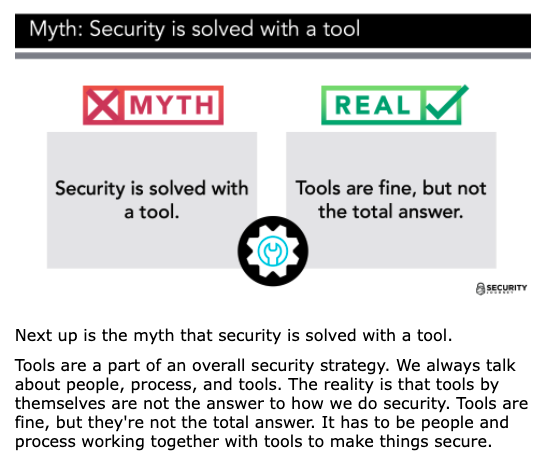 Myth: Security is solved with a tool
MYTH
REAL
Security is solved with
a tool.
Tools are fine, but not
the total answer.
SECURITY
JOURNEY
Next up is the myth that security is solved with a tool.
Tools are a part of an overall security strategy. We always talk
about people, process, and tools. The reality is that tools by
themselves are not the answer to how we do security. Tools are
fine, but they're not the total answer. It has to be people and
process working together with tools to make things secure.